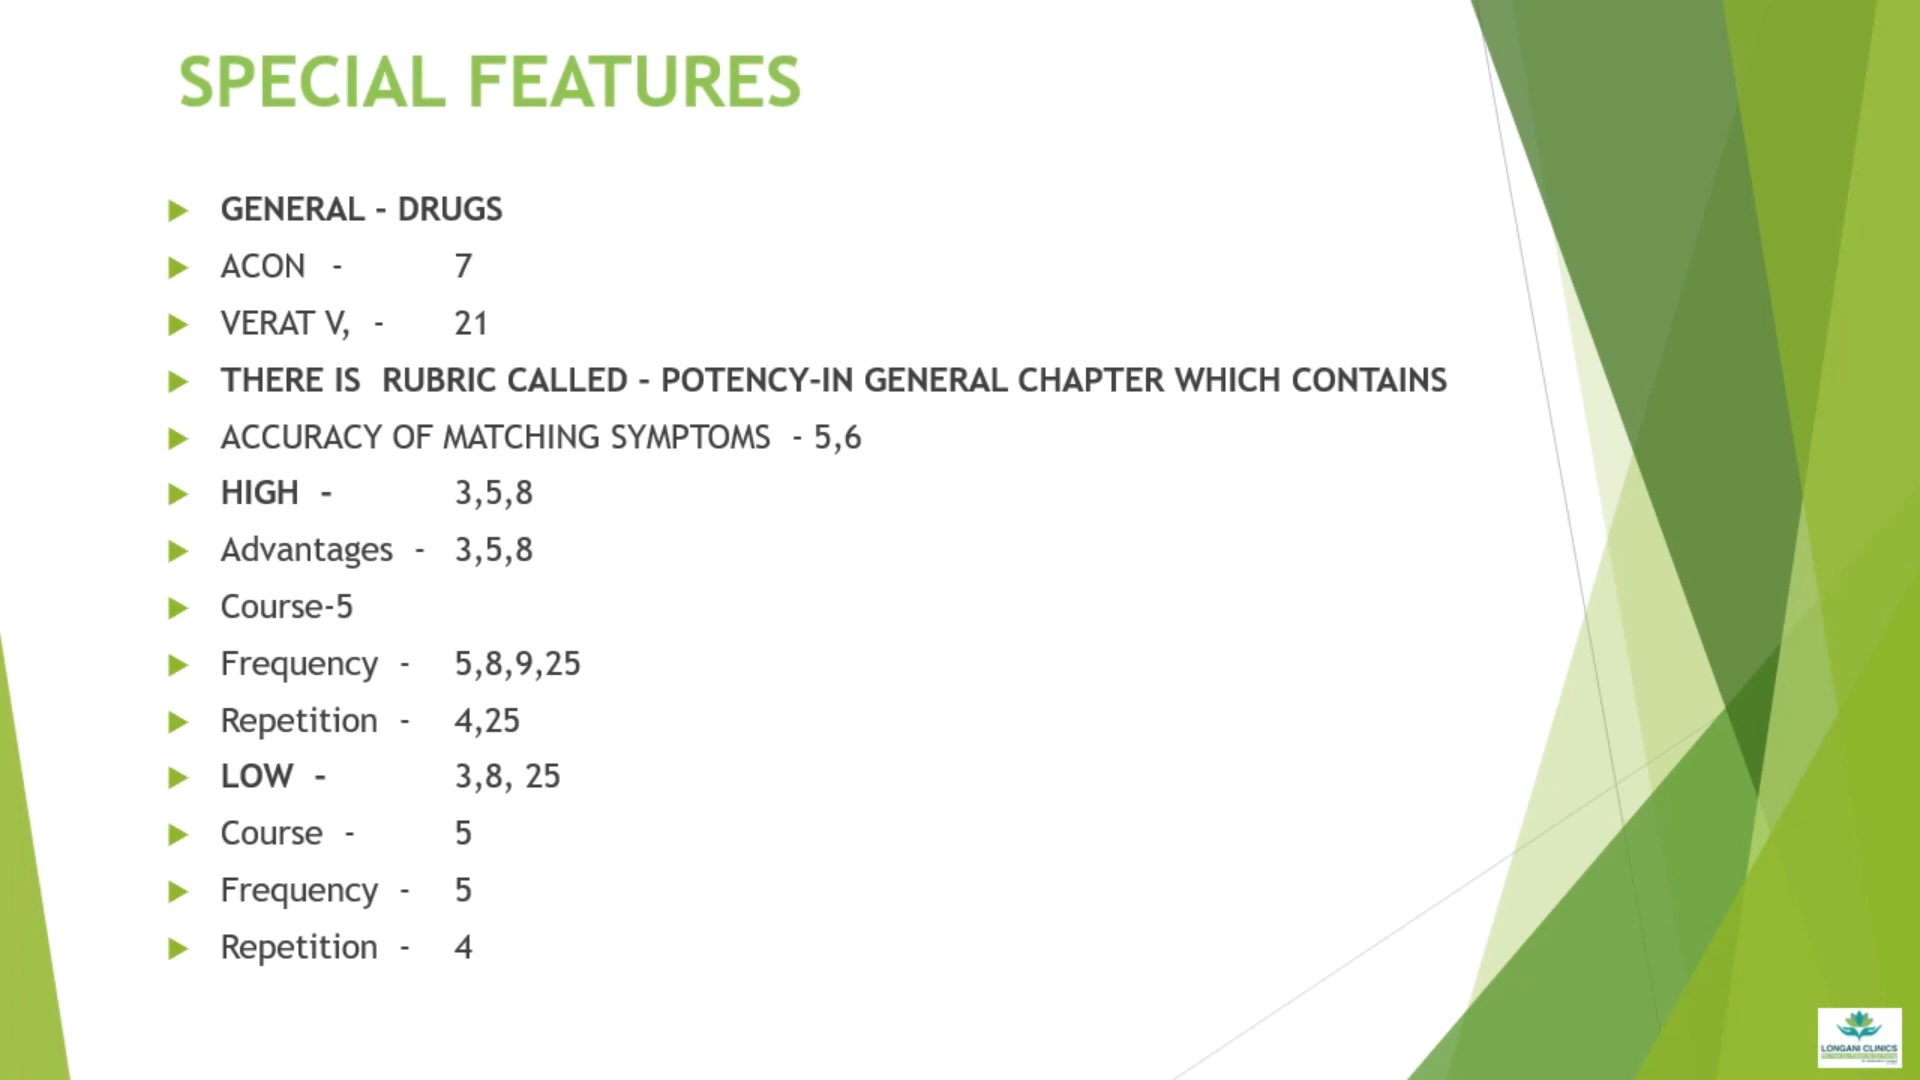 SPECIAL FEATURES
GENERAL - DRUGS
ACON - 7
VERAT V, - 21
THERE IS RUBRIC CALLED - POTENCY-IN GENERAL CHAPTER WHICH CONTAINS
ACCURACY OF MATCHING SYMPTOMS - 5,6
HIGH - 3,5,8
Advantages - 3,5,8
Course-5
Frequency - 5,8,9,25
Repetition - 4,25
LOW - 3,8, 25
Course - 5
Frequency - 5
Repetition - 4
LONGANI CLINICS